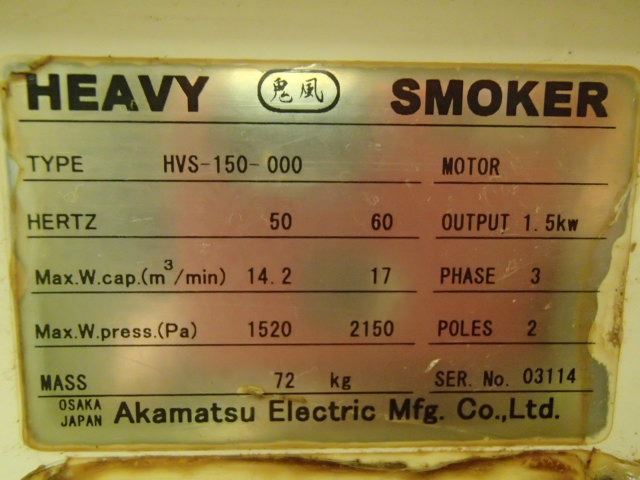 HEAVY 鬼風 SMOKER
TYPE HVS-150-000 MOTOR
HERTZ 50 60 OUTPUT 1.5kw
Max.W.cap.(m³/min) 14.2 17 PHASE 3
Max.W.press.(Pa) 1520 2150 POLES 2
MASS 72 kg SER. No. 03114
OSAKA JAPAN Akamatsu Electric Mfg. Co.,Ltd.